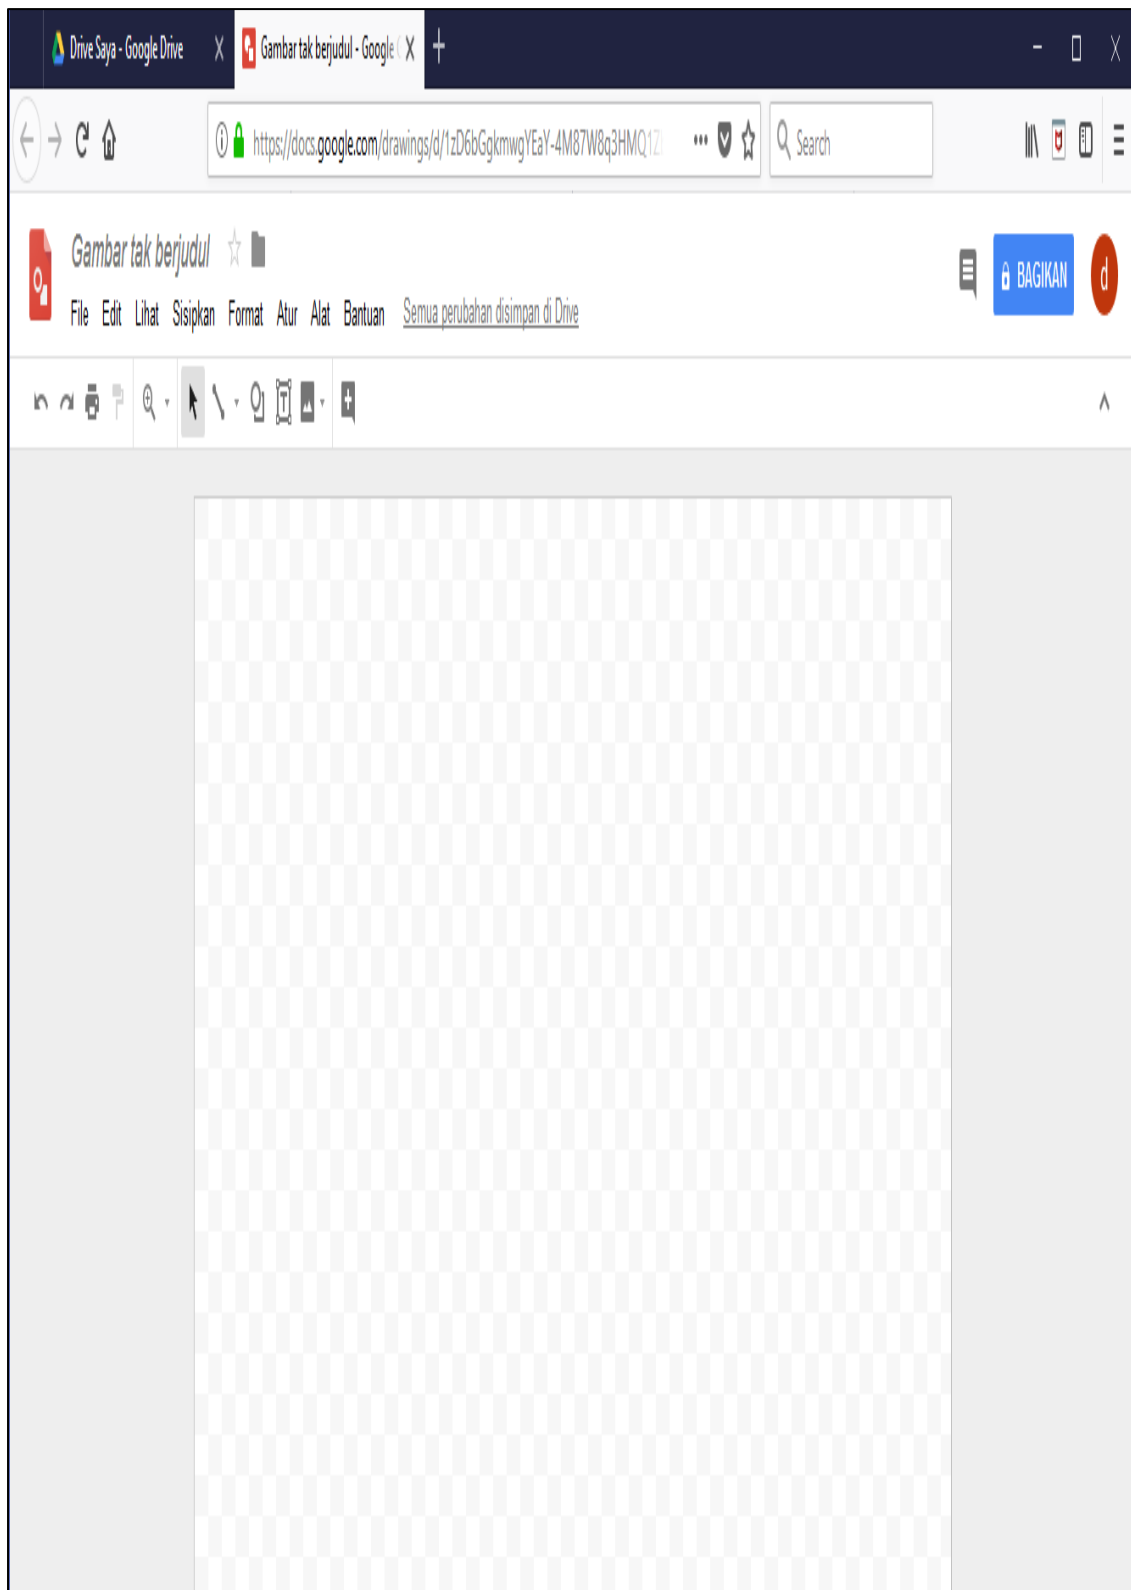 Drive Saya - Google Drive
Gambar tak berjudul - Google
https://docs.google.com/drawings/d/1zD6bGgkmwgYEaY-4M87W8q3HMQ1Z
Search
Gambar tak berjudul
BAGIKAN
d
File Edit Lihat Sisipkan Format Atur Alat Bantuan Semua perubahan disimpan di Drive